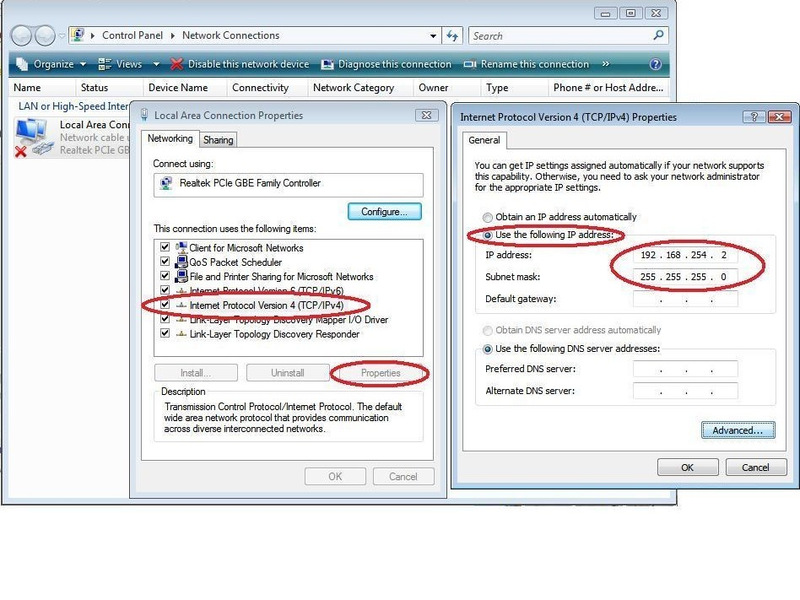 Control Panel ▸ Network Connections
Search
Organize Views Disable this network device Diagnose this connection Rename this connection »
Name Status Device Name Connectivity Network Category Owner Type Phone # or Host Addre...
LAN or High-Speed Inter
Local Area Conn
Network cable u
Realtek PCIe GB
Local Area Connection Properties
Networking Sharing
Connect using:
Realtek PCIe GBE Family Controller
Configure...
This connection uses the following items:
Client for Microsoft Networks
QoS Packet Scheduler
File and Printer Sharing for Microsoft Networks
Internet Protocol Version 6 (TCP/IPv6)
Internet Protocol Version 4 (TCP/IPv4)
Link-Layer Topology Discovery Mapper I/O Driver
Link-Layer Topology Discovery Responder
Install... Uninstall Properties
Description
Transmission Control Protocol/Internet Protocol. The default
wide area network protocol that provides communication
across diverse interconnected networks.
OK Cancel
Internet Protocol Version 4 (TCP/IPv4) Properties
General
You can get IP settings assigned automatically if your network supports
this capability. Otherwise, you need to ask your network administrator
for the appropriate IP settings.
Obtain an IP address automatically
Use the following IP address:
IP address: 192 . 168 . 254 . 2
Subnet mask: 255 . 255 . 255 . 0
Default gateway: . . .
Obtain DNS server address automatically
Use the following DNS server addresses:
Preferred DNS server: . . .
Alternate DNS server: . . .
Advanced...
OK Cancel